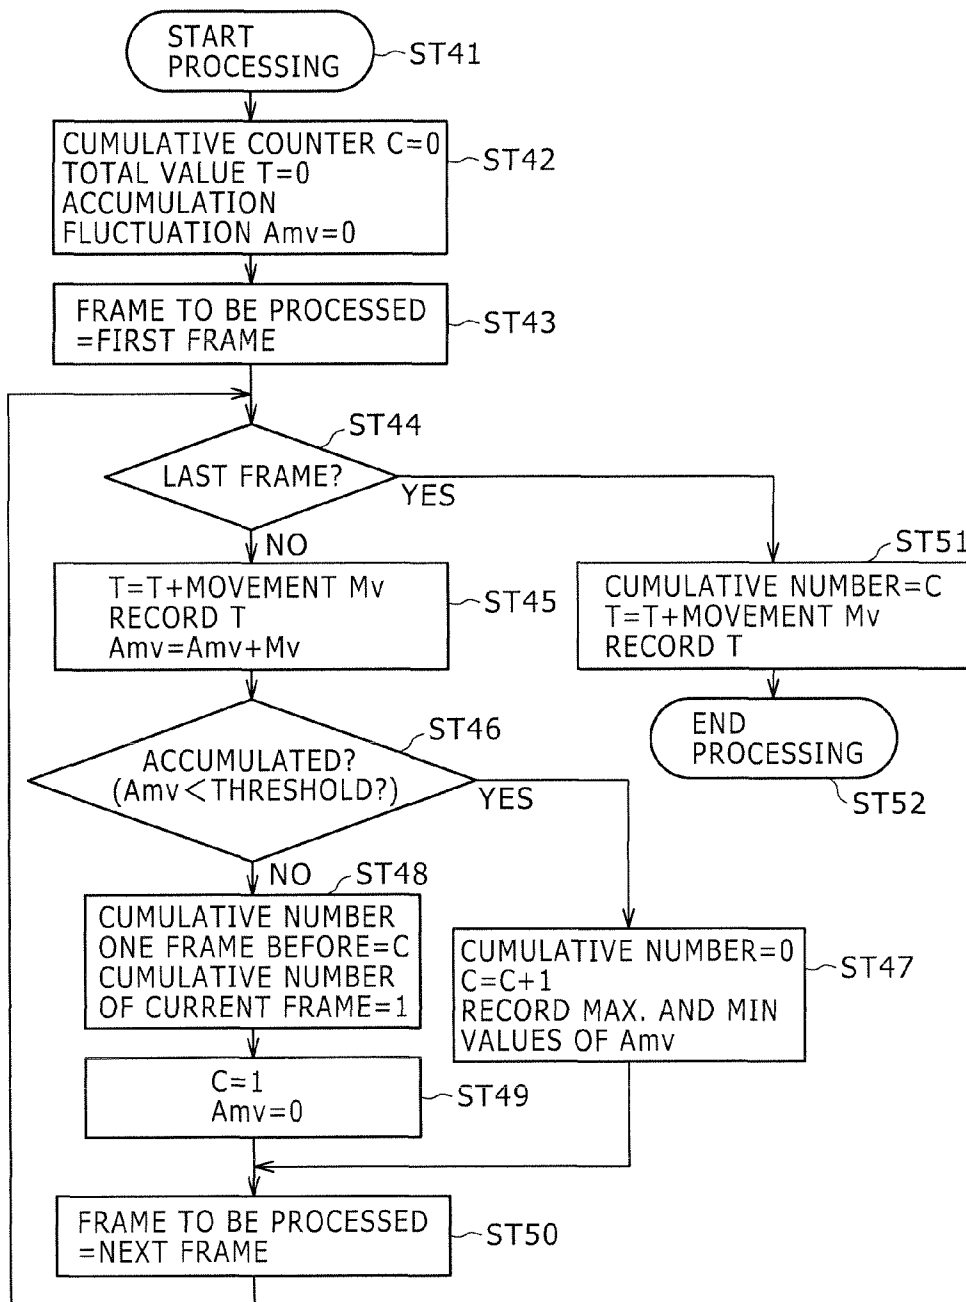 START
PROCESSING
ST41
CUMULATIVE COUNTER C=0
TOTAL VALUE T=0
ACCUMULATION
FLUCTUATION Amv=0
ST42
FRAME TO BE PROCESSED
=FIRST FRAME
ST43
ST44
LAST FRAME?
YES
NO
T=T+MOVEMENT Mv
RECORD T
Amv=Amv+Mv
ST45
ST51
CUMULATIVE NUMBER=C
T=T+MOVEMENT Mv
RECORD T
END
PROCESSING
ST52
ST46
ACCUMULATED?
(Amv<THRESHOLD?)
YES
NO
ST48
CUMULATIVE NUMBER
ONE FRAME BEFORE=C
CUMULATIVE NUMBER
OF CURRENT FRAME=1
CUMULATIVE NUMBER=0
C=C+1
RECORD MAX. AND MIN
VALUES OF Amv
ST47
C=1
Amv=0
ST49
FRAME TO BE PROCESSED
=NEXT FRAME
ST50